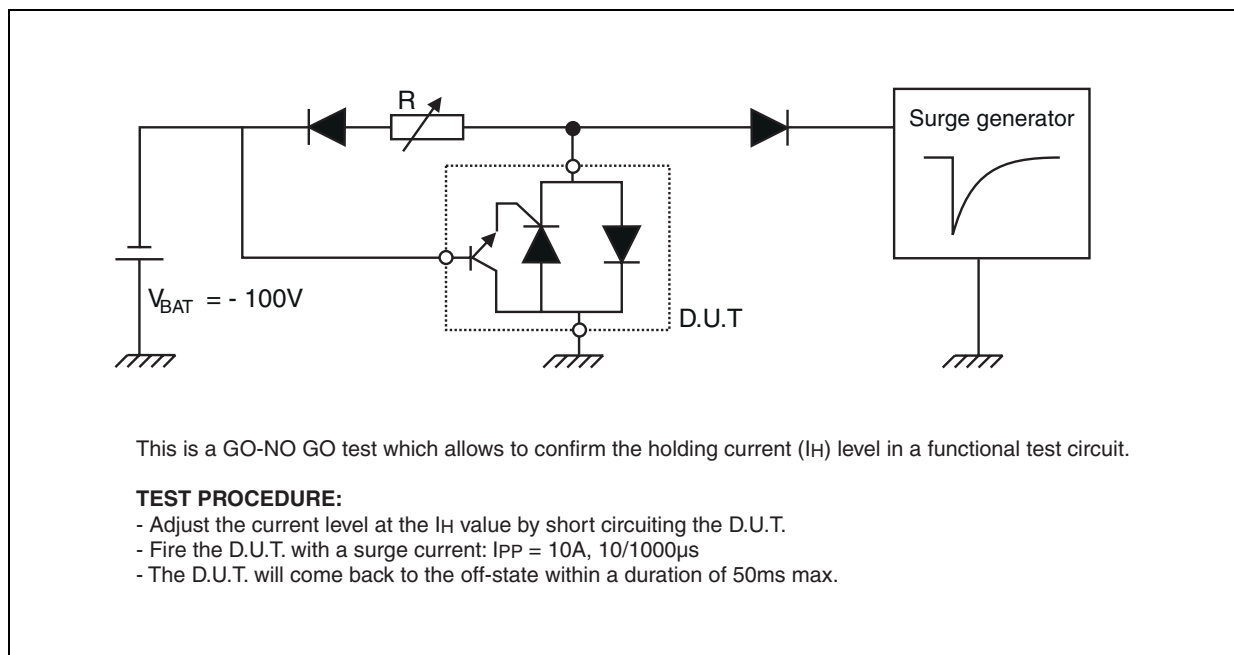 R
Surge generator
VBAT = - 100V
D.U.T
This is a GO-NO GO test which allows to confirm the holding current (IH) level in a functional test circuit.
TEST PROCEDURE:
- Adjust the current level at the IH value by short circuiting the D.U.T.
- Fire the D.U.T. with a surge current: IPP = 10A, 10/1000µs
- The D.U.T. will come back to the off-state within a duration of 50ms max.